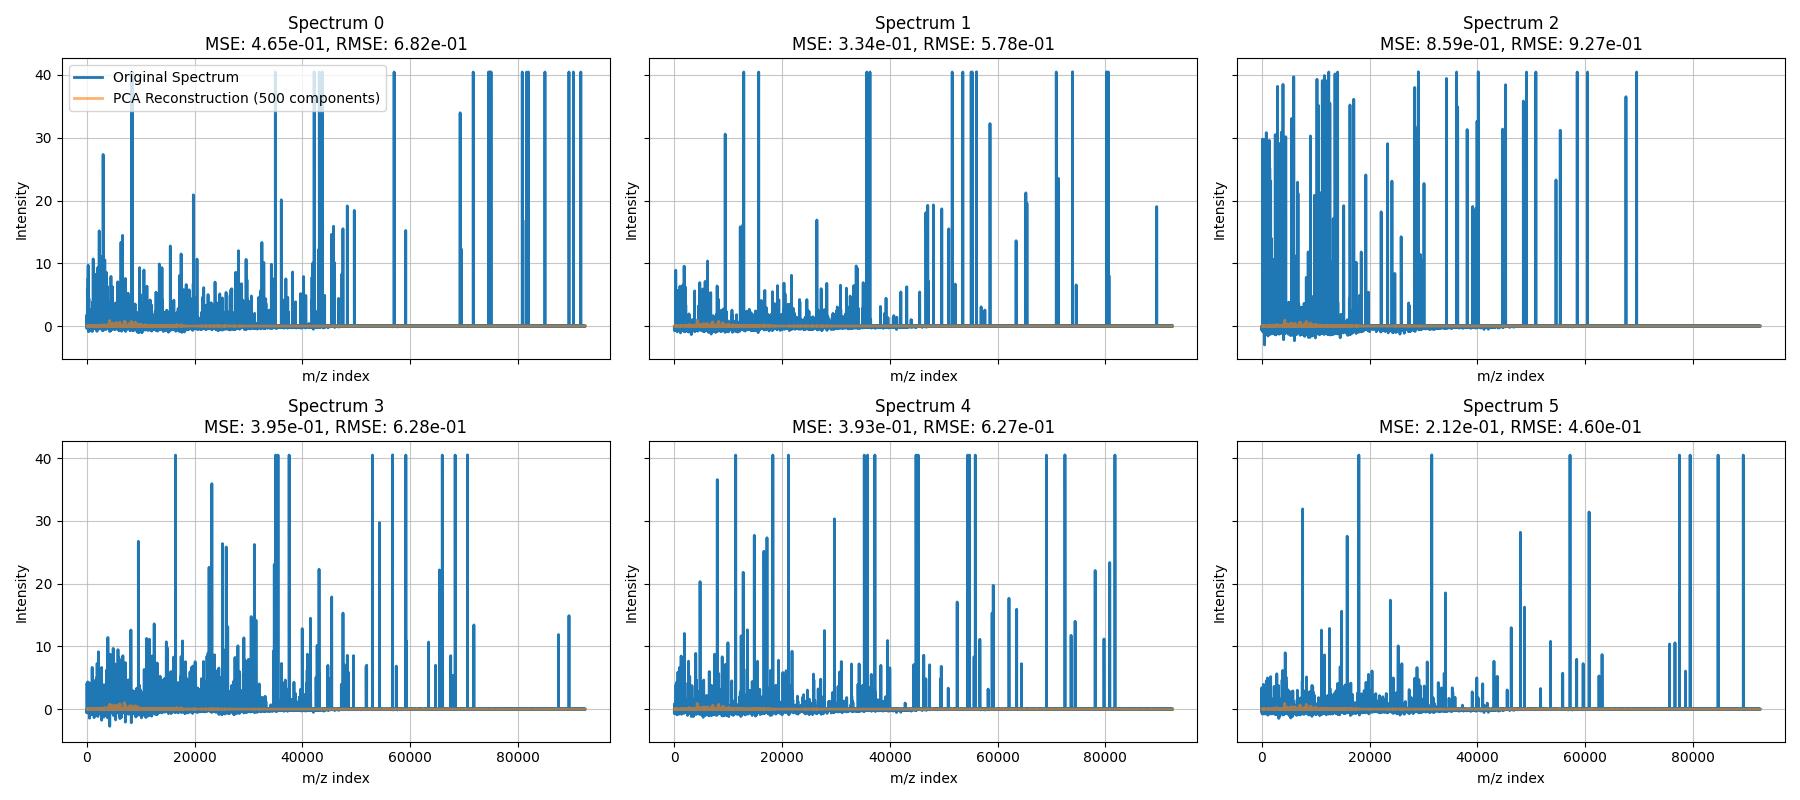 Spectrum 0
MSE: 4.65e-01, RMSE: 6.82e-01
Original Spectrum
PCA Reconstruction (500 components)
40
30
20
10
0
Intensity
m/z index
Spectrum 1
MSE: 3.34e-01, RMSE: 5.78e-01
Intensity
m/z index
Spectrum 2
MSE: 8.59e-01, RMSE: 9.27e-01
Intensity
m/z index
Spectrum 3
MSE: 3.95e-01, RMSE: 6.28e-01
40
30
20
10
0
Intensity
0 20000 40000 60000 80000
m/z index
Spectrum 4
MSE: 3.93e-01, RMSE: 6.27e-01
Intensity
0 20000 40000 60000 80000
m/z index
Spectrum 5
MSE: 2.12e-01, RMSE: 4.60e-01
Intensity
0 20000 40000 60000 80000
m/z index